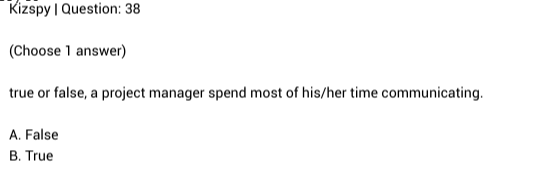 Kizspy | Question: 38
(Choose 1 answer)
true or false, a project manager spend most of his/her time communicating.
A. False
B. True